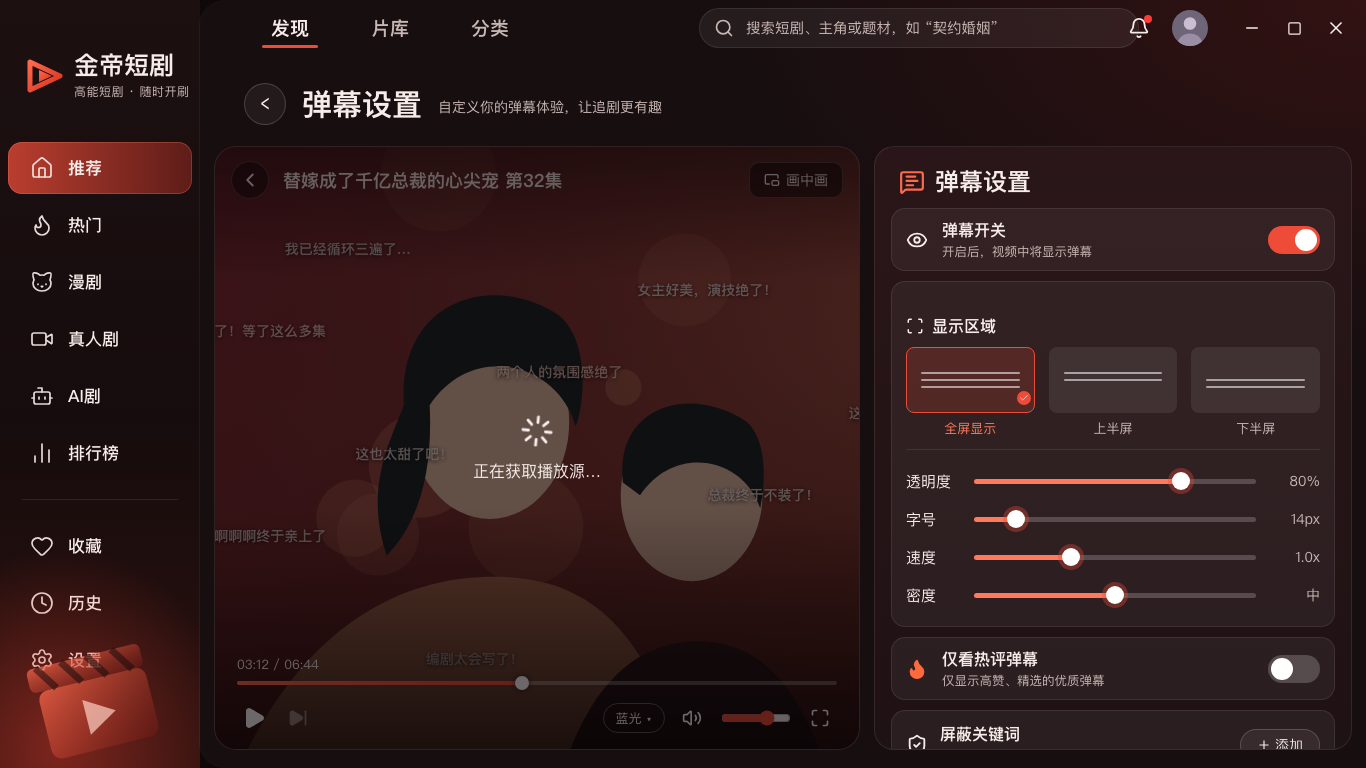 金帝短剧
高能短剧 · 随时开刷
推荐
热门
漫剧
真人剧
AI剧
排行榜
收藏
历史
设置
发现
片库
分类
搜索短剧、主角或题材，如 “契约婚姻”
弹幕设置
自定义你的弹幕体验，让追剧更有趣
替嫁成了千亿总裁的心尖宠 第32集
画中画
我已经循环三遍了…
女主好美，演技绝了！
了！等了这么多集
两个人的氛围感绝了
这
这也太甜了吧！
正在获取播放源…
总裁终于不装了！
啊啊啊终于亲上了
编剧太会写了！
03:12 / 06:44
蓝光
弹幕设置
弹幕开关
开启后，视频中将显示弹幕
显示区域
全屏显示
上半屏
下半屏
透明度
80%
字号
14px
速度
1.0x
密度
中
仅看热评弹幕
仅显示高赞、精选的优质弹幕
屏蔽关键词
+ 添加